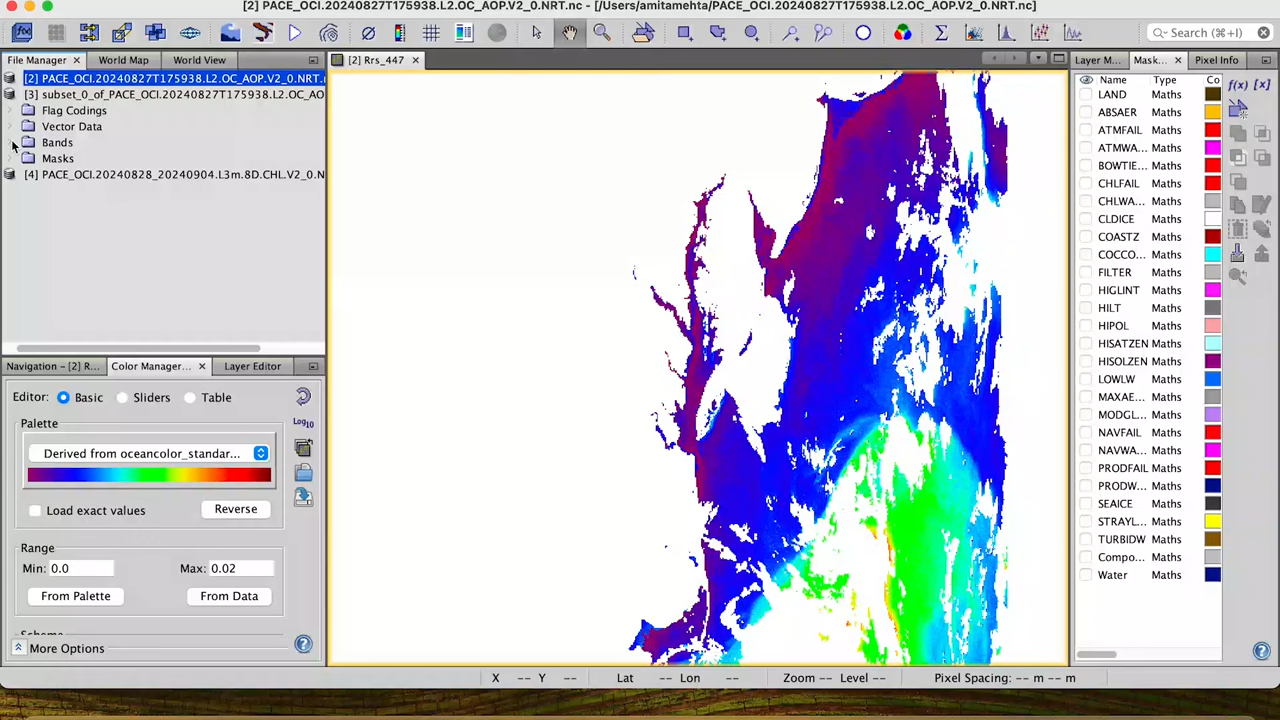 [2] PACE_OCI.20240827T175938.L2.OC_AOP.V2_0.NRT.nc - [/Users/amitamehta/PACE_OCI.20240827T175938.L2.OC_AOP.V2_0.NRT.nc]
Search (⌘+I)
File Manager
World Map
World View
[2] Rrs_447
Layer M...
Mask...
Pixel Info
[2] PACE_OCI.20240827T175938.L2.OC_AOP.V2_0.NRT.
[3] subset_0_of_PACE_OCI.20240827T175938.L2.OC_AO
Flag Codings
Vector Data
Bands
Masks
[4] PACE_OCI.20240828_20240904.L3m.8D.CHL.V2_0.N
Navigation - [2] R...
Color Manager...
Layer Editor
Editor: Basic Sliders Table
Log10
Palette
Derived from oceancolor_standar...
Load exact values
Reverse
Range
Min: 0.0
Max: 0.02
From Palette
From Data
More Options
Name Type Co
LAND Maths
ABSAER Maths
ATMFAIL Maths
ATMWA... Maths
BOWTIE... Maths
CHLFAIL Maths
CHLWA... Maths
CLDICE Maths
COASTZ Maths
COCCO... Maths
FILTER Maths
HIGLINT Maths
HILT Maths
HIPOL Maths
HISATZEN Maths
HISOLZEN Maths
LOWLW Maths
MAXAE... Maths
MODGL... Maths
NAVFAIL Maths
NAVWA... Maths
PRODFAIL Maths
PRODW... Maths
SEAICE Maths
STRAYL... Maths
TURBIDW Maths
Compo... Maths
Water Maths
f(x) [x]
X -- Y -- Lat -- Lon -- Zoom -- Level -- Pixel Spacing: -- m -- m